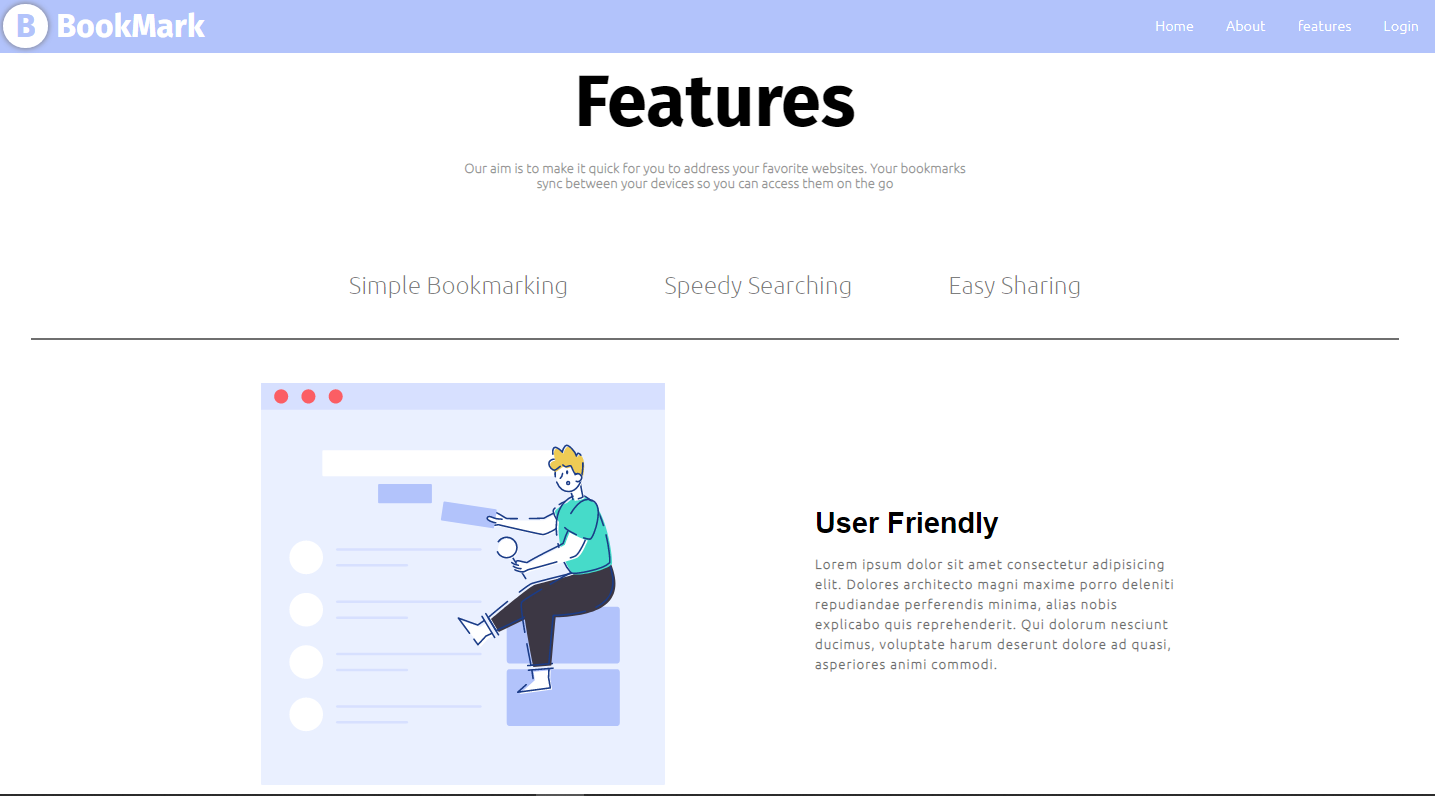 B BookMark
Home About features Login
Features
Our aim is to make it quick for you to address your favorite websites. Your bookmarks
sync between your devices so you can access them on the go
Simple Bookmarking Speedy Searching Easy Sharing
User Friendly
Lorem ipsum dolor sit amet consectetur adipisicing
elit. Dolores architecto magni maxime porro deleniti
repudiandae perferendis minima, alias nobis
explicabo quis reprehenderit. Qui dolorum nesciunt
ducimus, voluptate harum deserunt dolore ad quasi,
asperiores animi commodi.